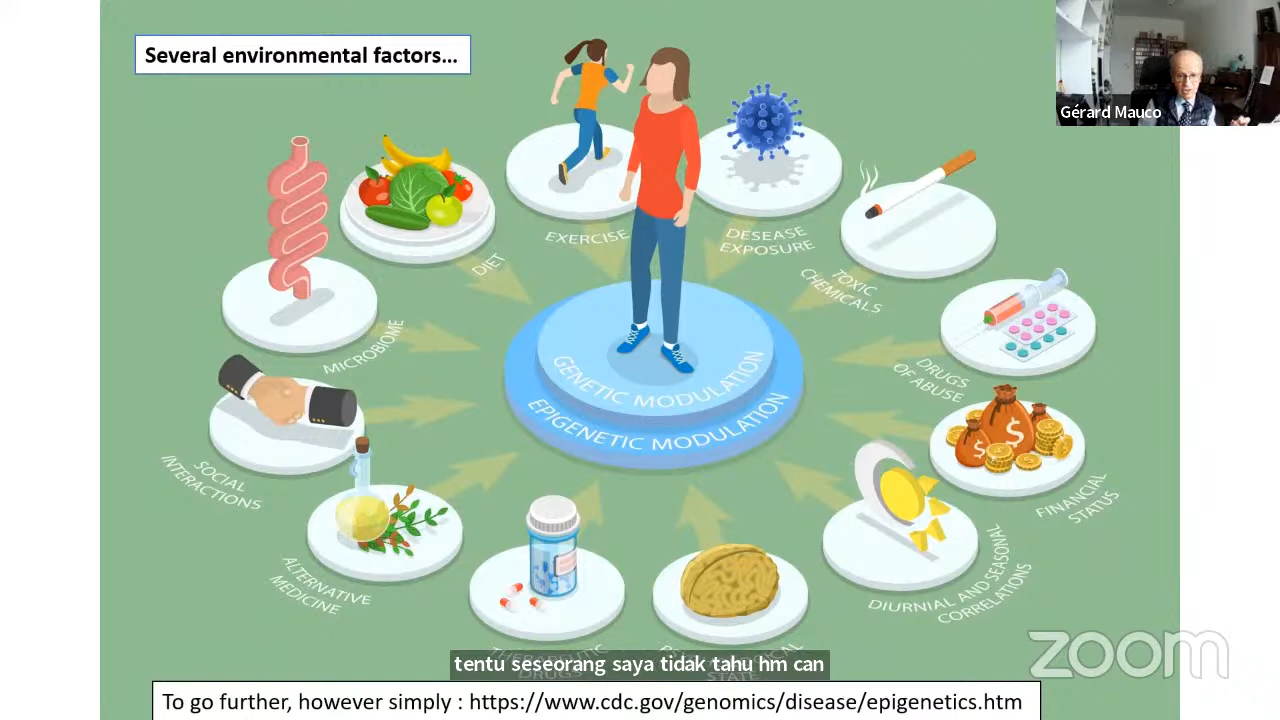 Several environmental factors...
Gérard Mauco
EXERCISE
DESEASE
EXPOSURE
DIET
TOXIC
CHEMICALS
MICROBIOME
DRUGS
OF ABUSE
GENETIC MODULATION
EPIGENETIC MODULATION
SOCIAL
INTERACTIONS
FINANCIAL
STATUS
ALTERNATIVE
MEDICINE
DIURNIAL AND SEASONAL
CORRELATIONS
tentu seseorang saya tidak tahu hm can
zoom
To go further, however simply : https://www.cdc.gov/genomics/disease/epigenetics.htm